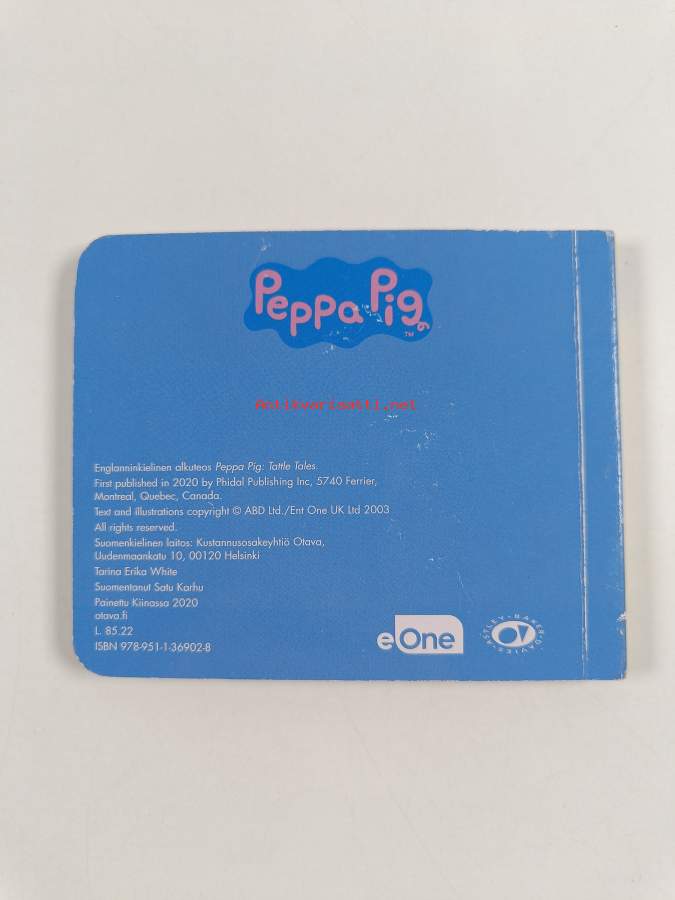 Peppa Pig
TM
Antikvariaatti.net
Englanninkielinen alkuteos Peppa Pig: Tattle Tales.
First published in 2020 by Phidal Publishing Inc, 5740 Ferrier,
Montreal, Quebec, Canada.
Text and illustrations copyright © ABD Ltd./Ent One UK Ltd 2003
All rights reserved.
Suomenkielinen laitos: Kustannusosakeyhtiö Otava,
Uudenmaankatu 10, 00120 Helsinki
Tarina Erika White
Suomentanut Satu Karhu
Painettu Kiinassa 2020
otava.fi
L. 85.22
ISBN 978-951-1-36902-8
eOne
ASTLEY·BAKER·DAVIES·